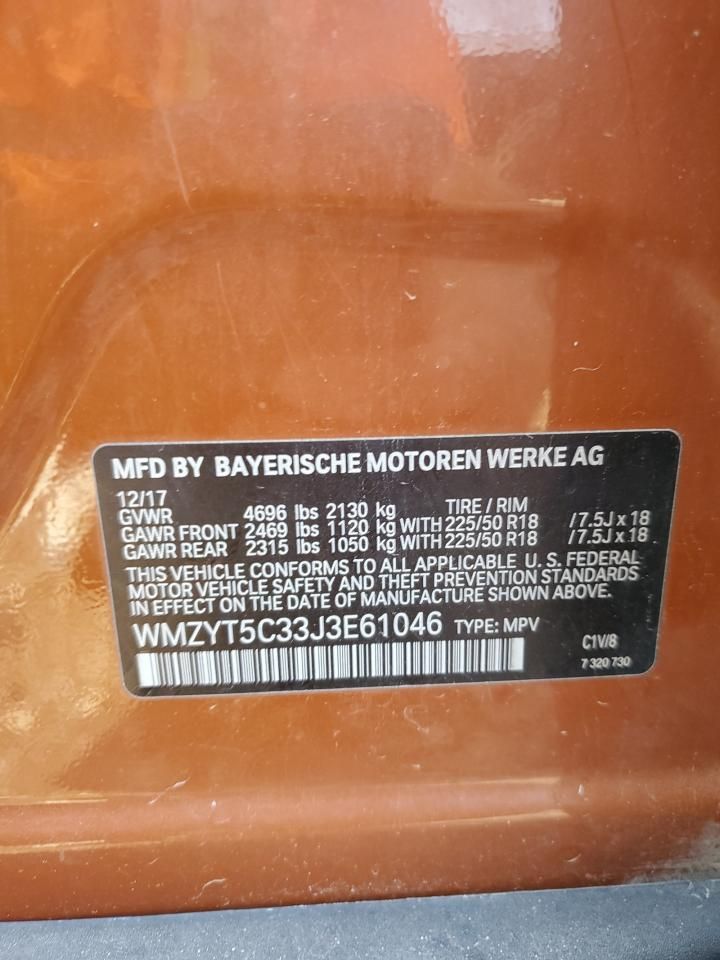 MFD BY BAYERISCHE MOTOREN WERKE AG
12/17
GVWR 4696 lbs 2130 kg TIRE / RIM
GAWR FRONT 2469 lbs 1120 kg WITH 225/50 R18 /7.5J x 18
GAWR REAR 2315 lbs 1050 kg WITH 225/50 R18 /7.5J x 18
THIS VEHICLE CONFORMS TO ALL APPLICABLE U. S. FEDERAL
MOTOR VEHICLE SAFETY AND THEFT PREVENTION STANDARDS
IN EFFECT ON THE DATE OF MANUFACTURE SHOWN ABOVE.
WMZYT5C33J3E61046 TYPE: MPV
C1V/8
7 320 730